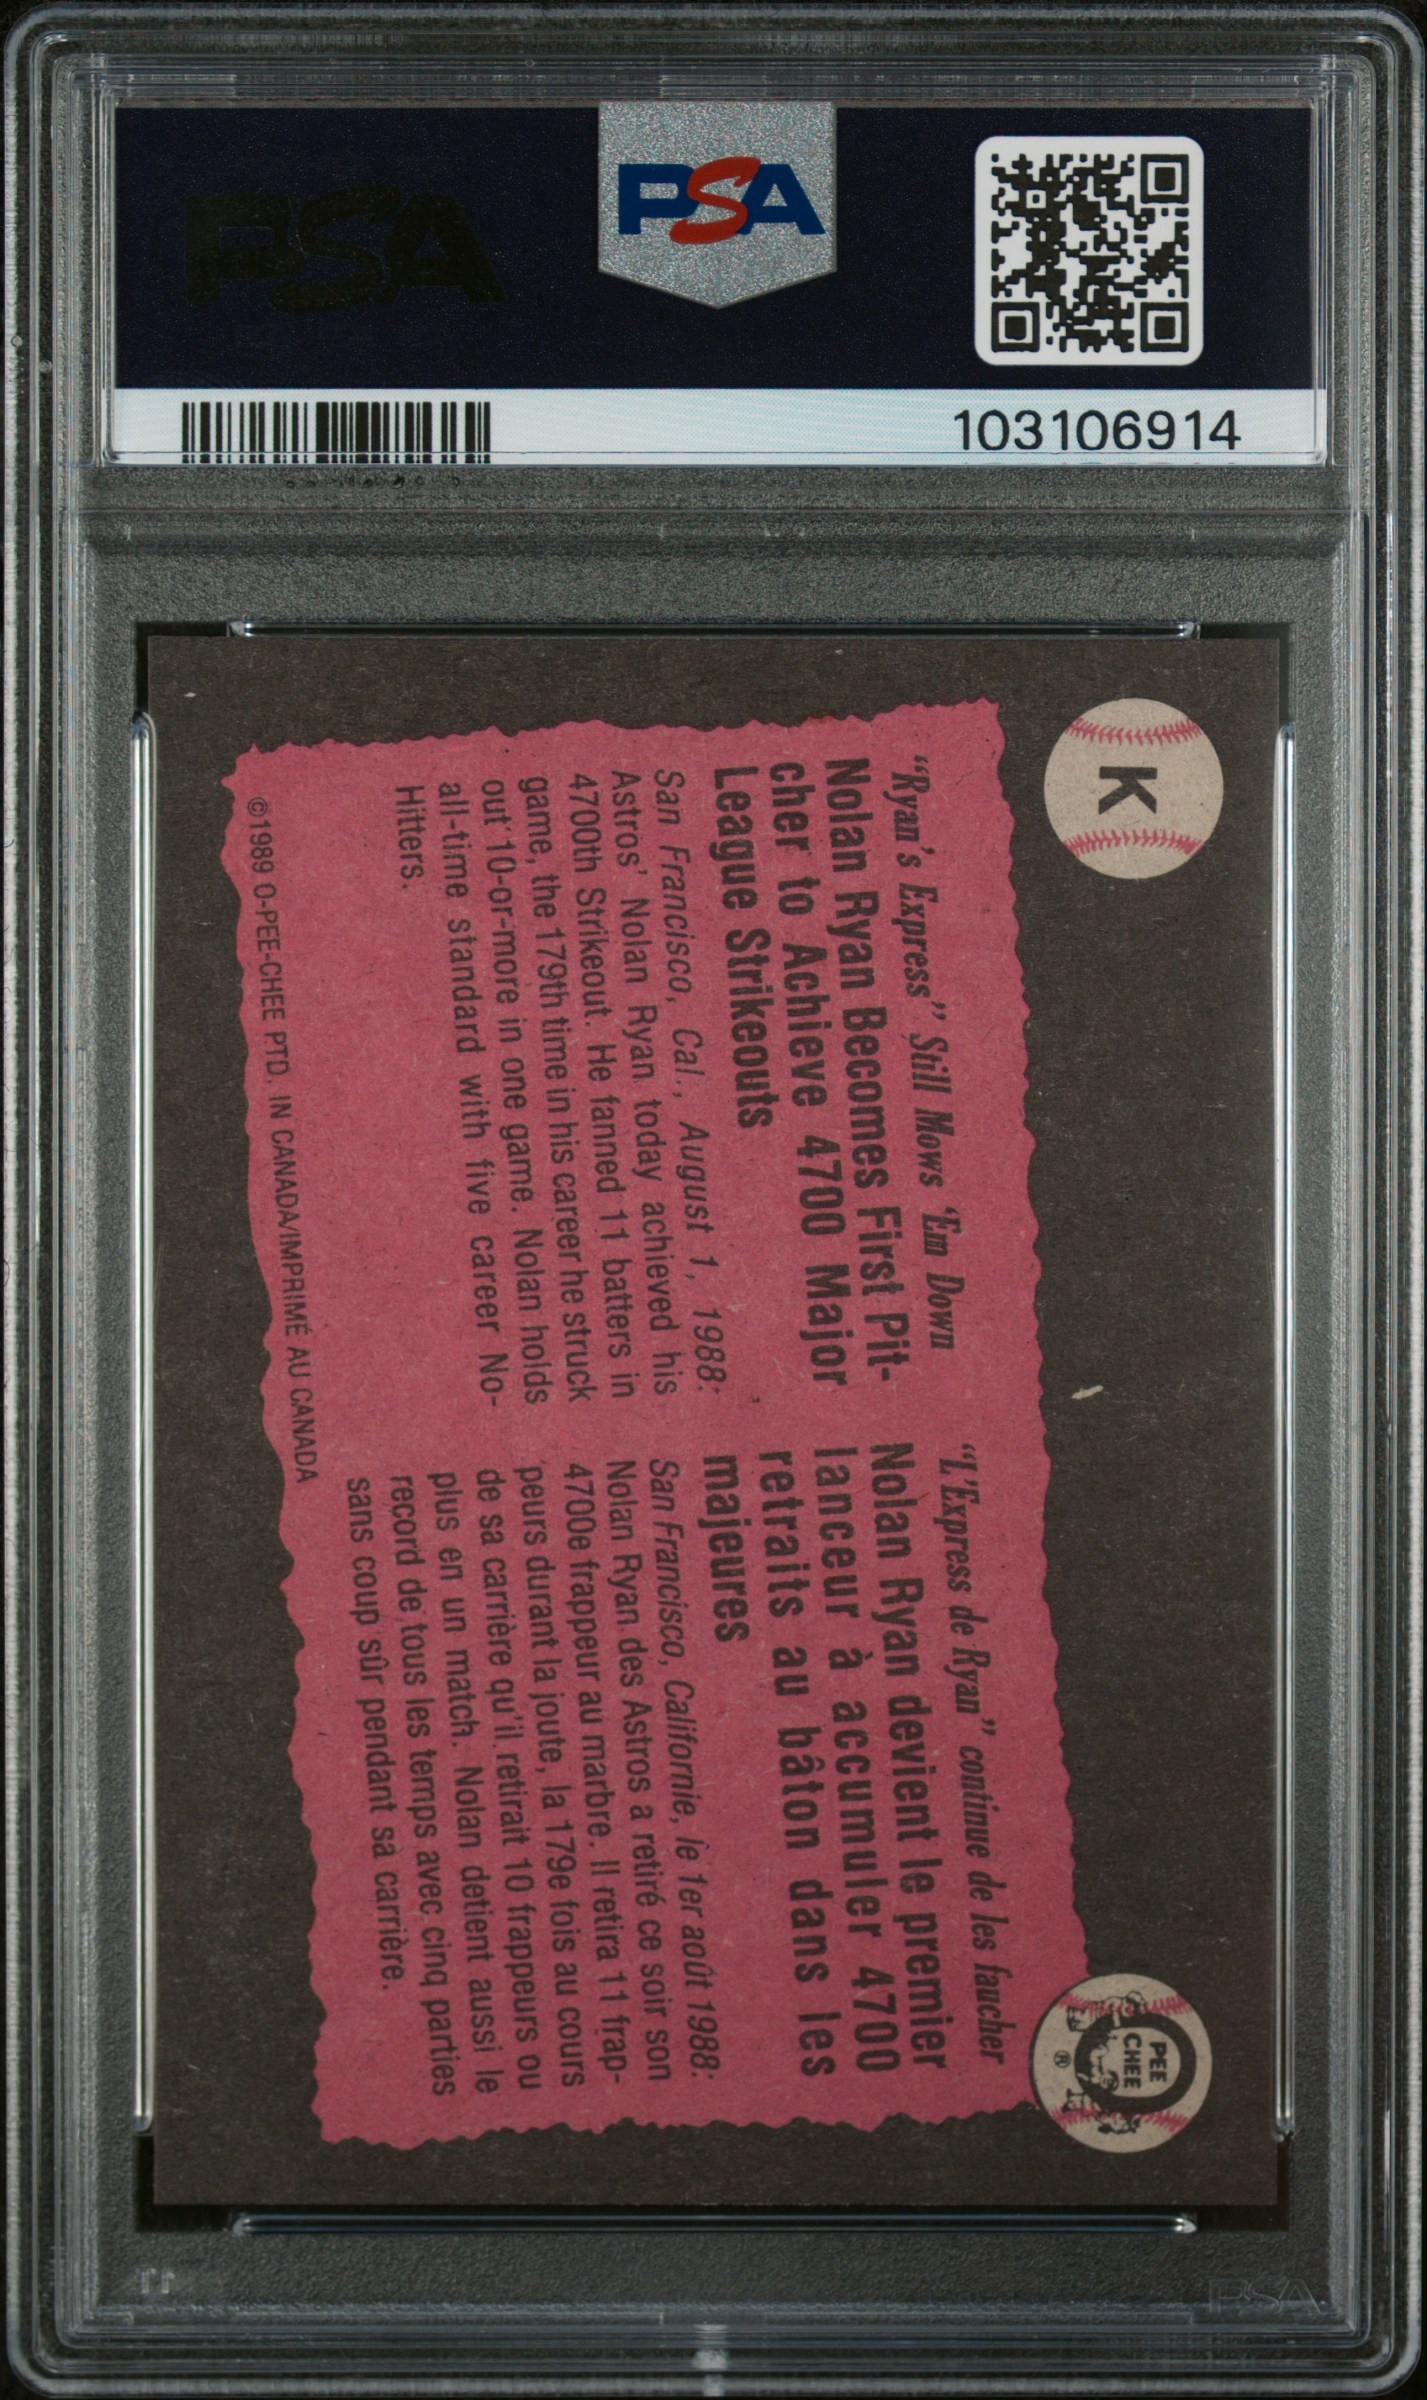 PSA
PSA
103106914
K
"Ryan's Express" Still Mows 'Em Down
Nolan Ryan Becomes First Pit-
cher to Achieve 4700 Major
League Strikeouts
San Francisco, Cal., August 1, 1988:
Astros' Nolan Ryan today achieved his
4700th Strikeout. He fanned 11 batters in
game, the 179th time in his career he struck
out 10-or-more in one game. Nolan holds
all-time standard with five career No-
Hitters.
"L'Express de Ryan" continue de les faucher
Nolan Ryan devient le premier
lanceur à accumuler 4700
retraits au bâton dans les
majeures
San Francisco, Californie, le 1er août 1988:
Nolan Ryan des Astros a retiré ce soir son
4700e frappeur au marbre. Il retira 11 frap-
peurs durant la joute, la 179e fois au cours
de sa carrière qu'il retirait 10 frappeurs ou
plus en un match. Nolan detient aussi le
record de tous les temps avec cinq parties
sans coup sûr pendant sa carrière.
©1989 O-PEE-CHEE PTD. IN CANADA/IMPRIMÉ AU CANADA
O
PEE
CHEE
®
PSA